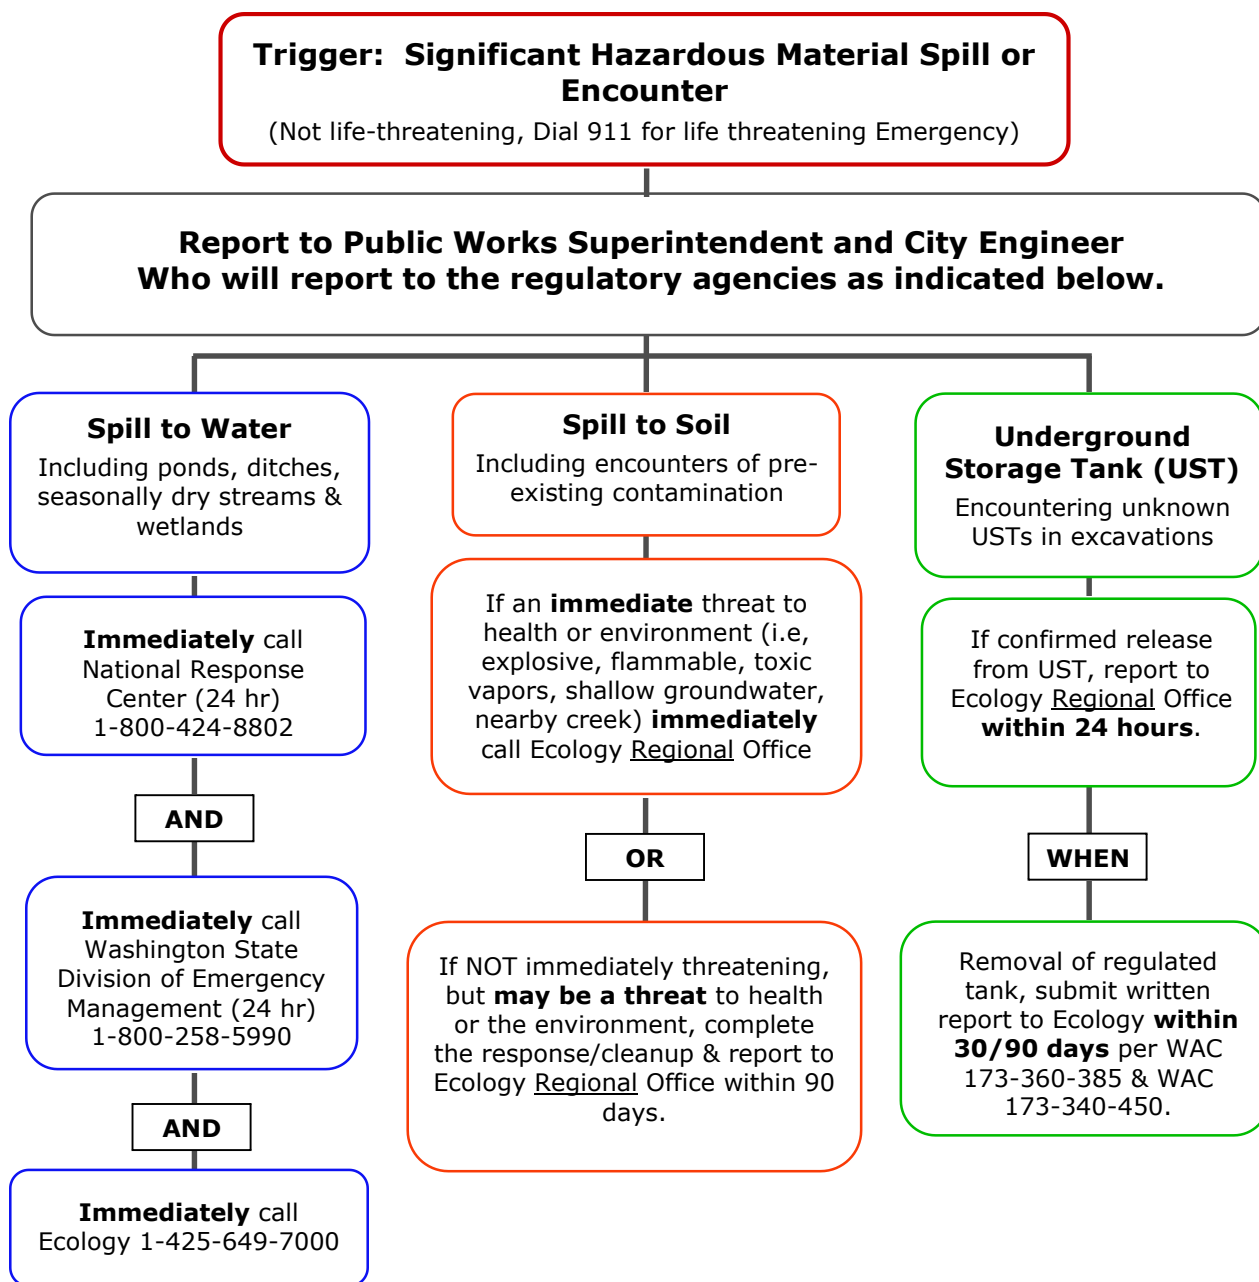 Trigger:  Significant Hazardous Material Spill or
Encounter
(Not life-threatening, Dial 911 for life threatening Emergency)
Report to Public Works Superintendent and City Engineer
Who will report to the regulatory agencies as indicated below.
Spill to Water
Including ponds, ditches,
seasonally dry streams &
wetlands
Immediately call
National Response
Center (24 hr)
1-800-424-8802
AND
Immediately call
Washington State
Division of Emergency
Management (24 hr)
1-800-258-5990
AND
Immediately call
Ecology 1-425-649-7000
Spill to Soil
Including encounters of pre-
existing contamination
If an immediate threat to
health or environment (i.e,
explosive, flammable, toxic
vapors, shallow groundwater,
nearby creek) immediately
call Ecology Regional Office
OR
If NOT immediately threatening,
but may be a threat to health
or the environment, complete
the response/cleanup & report to
Ecology Regional Office within 90
days.
Underground
Storage Tank (UST)
Encountering unknown
USTs in excavations
If confirmed release
from UST, report to
Ecology Regional Office
within 24 hours.
WHEN
Removal of regulated
tank, submit written
report to Ecology within
30/90 days per WAC
173-360-385 & WAC
173-340-450.